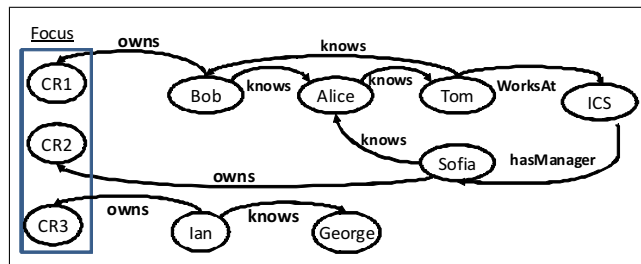 Focus
owns
knows
CR1
Bob
knows
Alice
knows
Tom
WorksAt
ICS
CR2
knows
Sofia
hasManager
owns
CR3
owns
Ian
knows
George